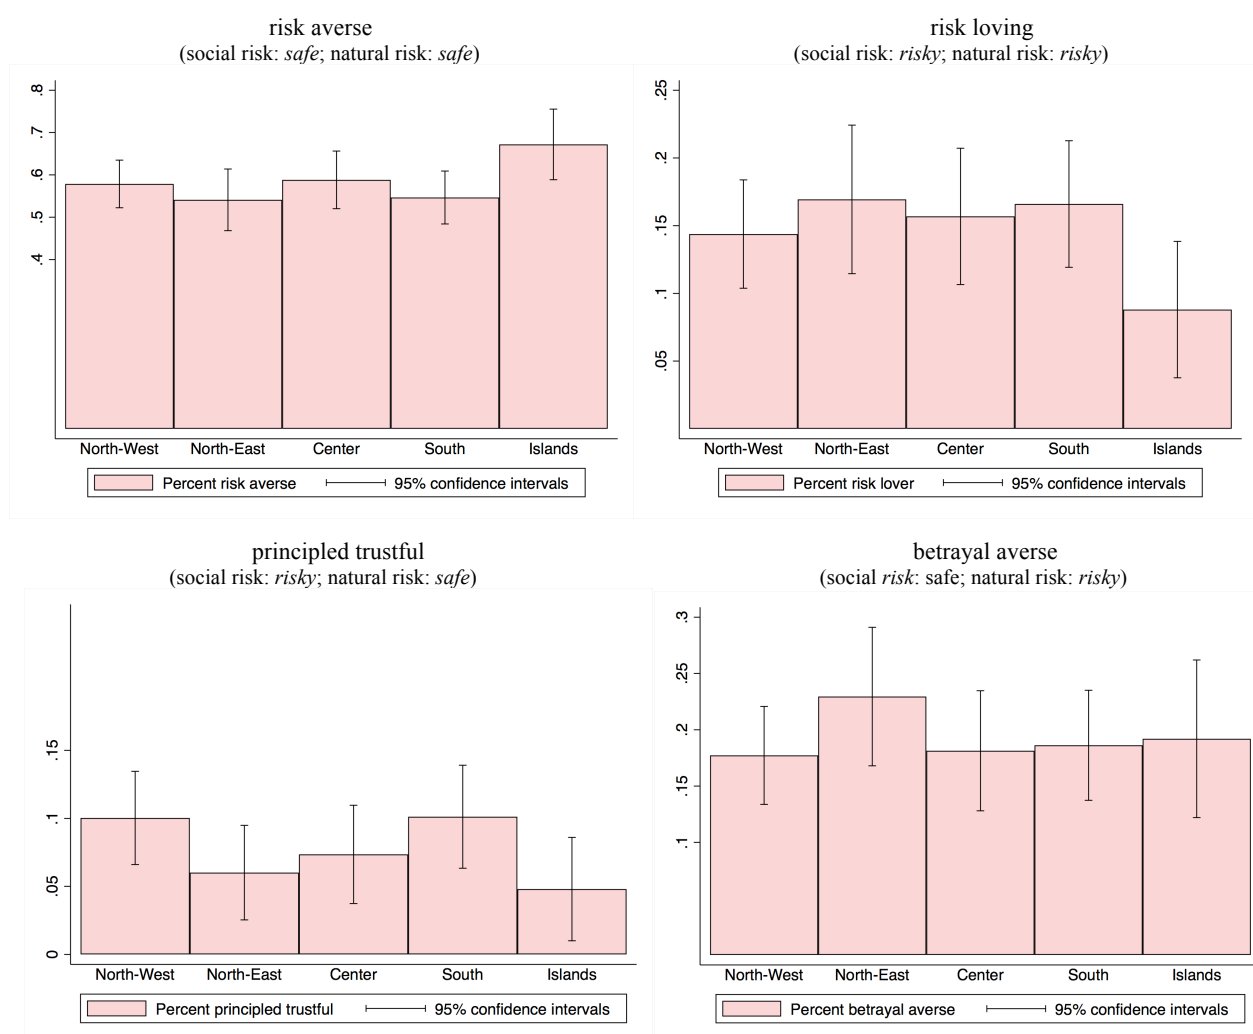 risk averse
(social risk: safe; natural risk: safe)
.8
.7
.6
.5
.4
North-West North-East Center South Islands
Percent risk averse 95% confidence intervals
risk loving
(social risk: risky; natural risk: risky)
.25
.2
.15
.1
.05
North-West North-East Center South Islands
Percent risk lover 95% confidence intervals
principled trustful
(social risk: risky; natural risk: safe)
.15
.1
.05
0
North-West North-East Center South Islands
Percent principled trustful 95% confidence intervals
betrayal averse
(social risk: safe; natural risk: risky)
.3
.25
.2
.15
.1
North-West North-East Center South Islands
Percent betrayal averse 95% confidence intervals